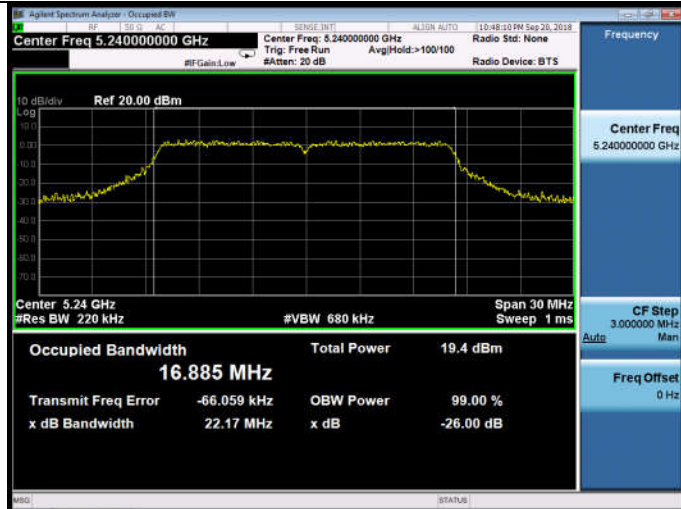 Agilent Spectrum Analyzer - Occupied BW
RF 50 Ω AC SENSE:INT ALIGN AUTO 10:48:10 PM Sep 20, 2018
Center Freq 5.240000000 GHz
Center Freq: 5.240000000 GHz
Radio Std: None
Trig: Free Run Avg|Hold:>100/100
#IFGain:Low #Atten: 20 dB Radio Device: BTS
10 dB/div Ref 20.00 dBm
Log
10.0
0.00
-10.0
-20.0
-30.0
-40.0
-50.0
-60.0
-70.0
Center 5.24 GHz Span 30 MHz
#Res BW 220 kHz #VBW 680 kHz Sweep 1 ms
Occupied Bandwidth Total Power 19.4 dBm
16.885 MHz
Transmit Freq Error -66.059 kHz OBW Power 99.00 %
x dB Bandwidth 22.17 MHz x dB -26.00 dB
MSG STATUS
Frequency
Center Freq
5.240000000 GHz
CF Step
3.000000 MHz
Auto Man
Freq Offset
0 Hz